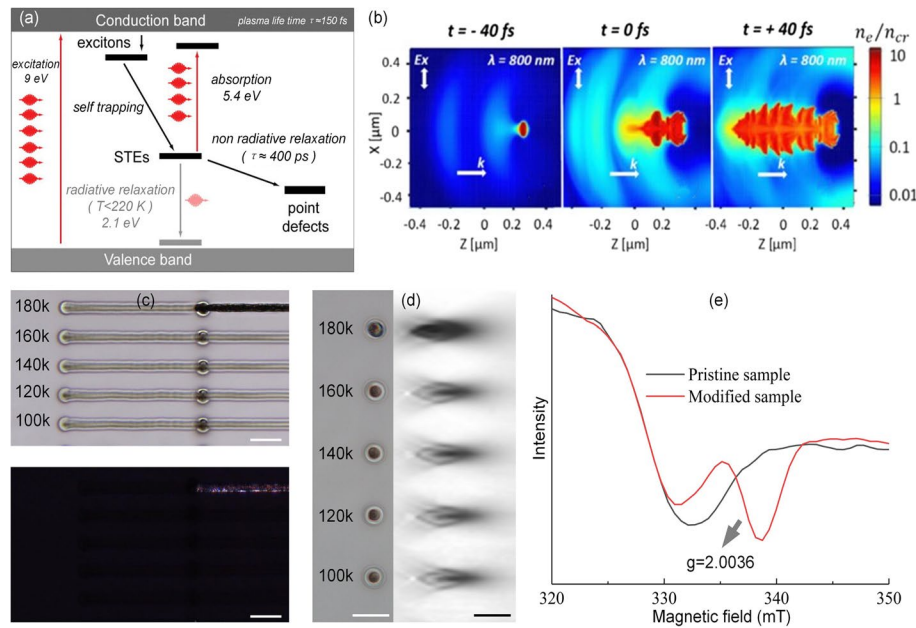 (a)
Conduction band
plasma life time τ≈150 fs
excitation
9 eV
excitons
absorption
5.4 eV
self trapping
STEs
non radiative relaxation
( τ ≈ 400 ps )
radiative relaxation
( T<220 K )
2.1 eV
point
defects
Valence band
(b)
t = - 40 fs
t = 0 fs
t = + 40 fs
n_e/n_cr
Ex
λ = 800 nm
Ex
λ = 800 nm
Ex
λ = 800 nm
k
k
k
X [µm]
0.4
0.2
0
-0.2
-0.4
-0.4 -0.2 0 0.2 0.4
Z [µm]
-0.4 -0.2 0 0.2 0.4
Z [µm]
-0.4 -0.2 0 0.2 0.4
Z [µm]
10
1
0.1
0.01
(c)
180k
160k
140k
120k
100k
(d)
180k
160k
140k
120k
100k
(e)
Pristine sample
Modified sample
g=2.0036
Intensity
320 330 340 350
Magnetic field (mT)